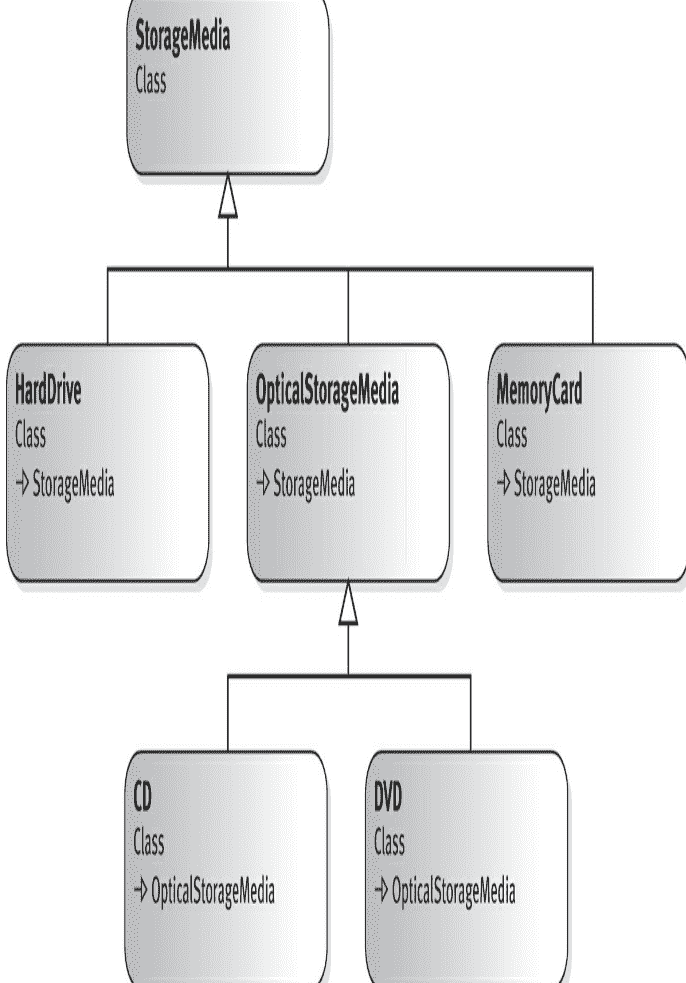 StorageMedia
Class
HardDrive
Class
StorageMedia
OpticalStorageMedia
Class
StorageMedia
MemoryCard
Class
StorageMedia
CD
Class
OpticalStorageMedia
DVD
Class
OpticalStorageMedia